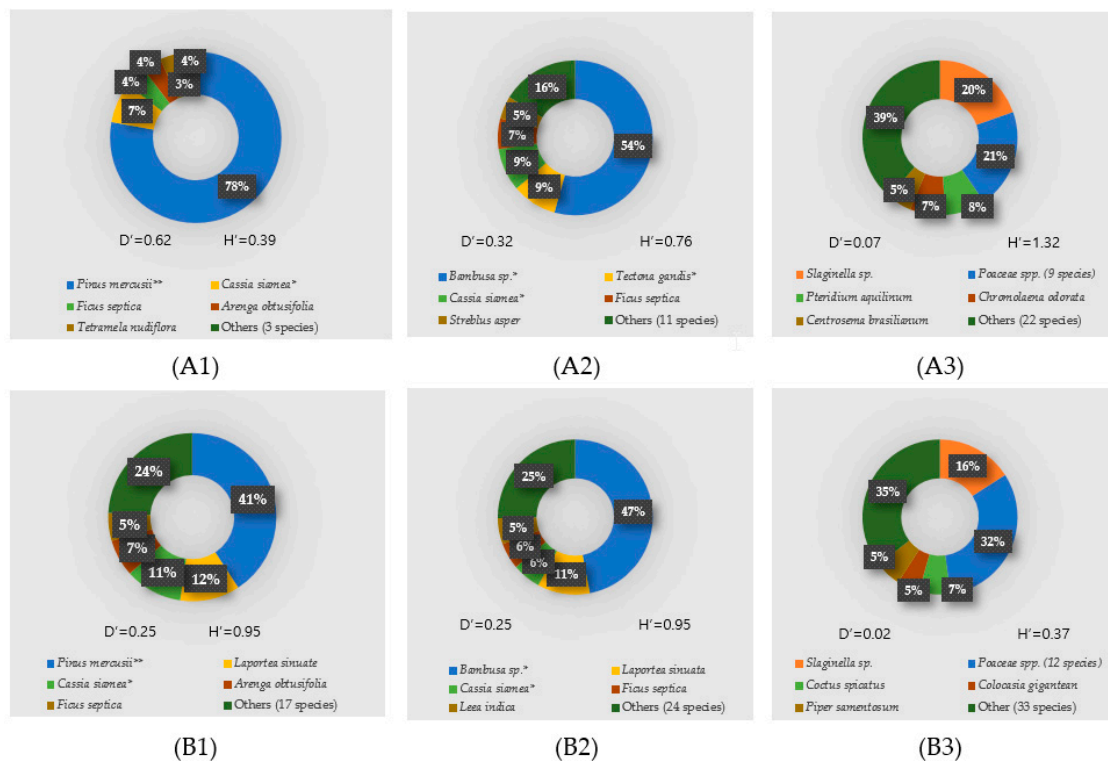 4% 4%
4% 3%
7%
78%
D'=0.62 H'=0.39
Pinus mercusii** Cassia siamea*
Ficus septica Arenga obtusifolia
Tetramela nudiflora Others (3 species)
(A1)
16%
5%
7%
54%
9%
9%
D'=0.32 H'=0.76
Bambusa sp.* Tectona gandis*
Cassia siamea* Ficus septica
Streblus asper Others (11 species)
(A2)
20%
39%
21%
5%
7% 8%
D'=0.07 H'=1.32
Slaginella sp. Poaceae spp. (9 species)
Pteridium aquilinum Chromolaena odorata
Centrosema brasilianum Others (22 species)
(A3)
24%
41%
5%
7%
11% 12%
D'=0.25 H'=0.95
Pinus mercusii** Laportea sinuate
Cassia siamea* Arenga obtusifolia
Ficus septica Others (17 species)
(B1)
25%
47%
5%
6%
6% 11%
D'=0.25 H'=0.95
Bambusa sp.* Laportea sinuata
Cassia siamea* Ficus septica
Leea indica Others (24 species)
(B2)
16%
35%
32%
5%
5% 7%
D'=0.02 H'=0.37
Slaginella sp. Poaceae spp. (12 species)
Coctus spicatus Colocasia gigantean
Piper samentosum Other (33 species)
(B3)